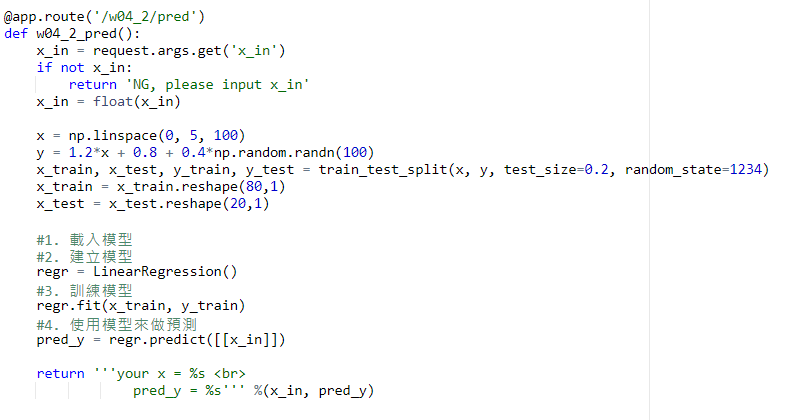 @app.route('/w04_2/pred')
def w04_2_pred():
    x_in = request.args.get('x_in')
    if not x_in:
        return 'NG, please input x_in'
    x_in = float(x_in)

    x = np.linspace(0, 5, 100)
    y = 1.2*x + 0.8 + 0.4*np.random.randn(100)
    x_train, x_test, y_train, y_test = train_test_split(x, y, test_size=0.2, random_state=1234)
    x_train = x_train.reshape(80,1)
    x_test = x_test.reshape(20,1)

    #1. 載入模型
    #2. 建立模型
    regr = LinearRegression()
    #3. 訓練模型
    regr.fit(x_train, y_train)
    #4. 使用模型來做預測
    pred_y = regr.predict([[x_in]])

    return '''your x = %s <br>
                pred_y = %s''' %(x_in, pred_y)